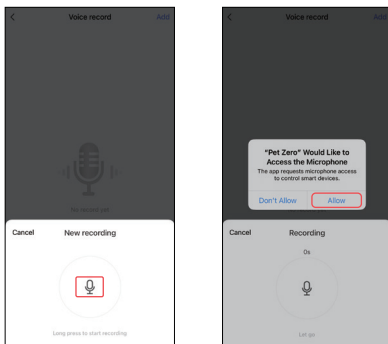 Voice record
Add
No record yet
Cancel
New recording
Long press to start recording
Voice record
Add
"Pet Zero" Would Like to
Access the Microphone
The app requests microphone access
to control smart devices.
Don't Allow
Allow
Cancel
Recording
0s
Let go